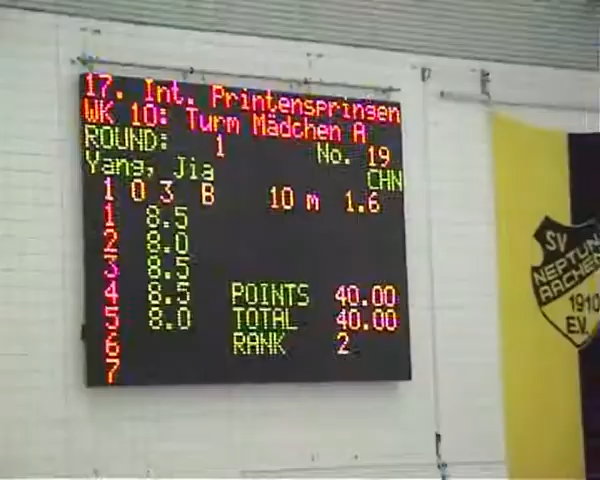 17. Int. Printenspringen
WK 10: Turm Mädchen A
ROUND: 1 No. 19
Yang, Jia CHN
1 0 3 B 10 m 1.6
1 8.5
2 8.0
3 8.5
4 8.5 POINTS 40.00
5 8.0 TOTAL 40.00
6 RANK 2
7
SV
NEPTUN
AACHEN
1910
E.V.